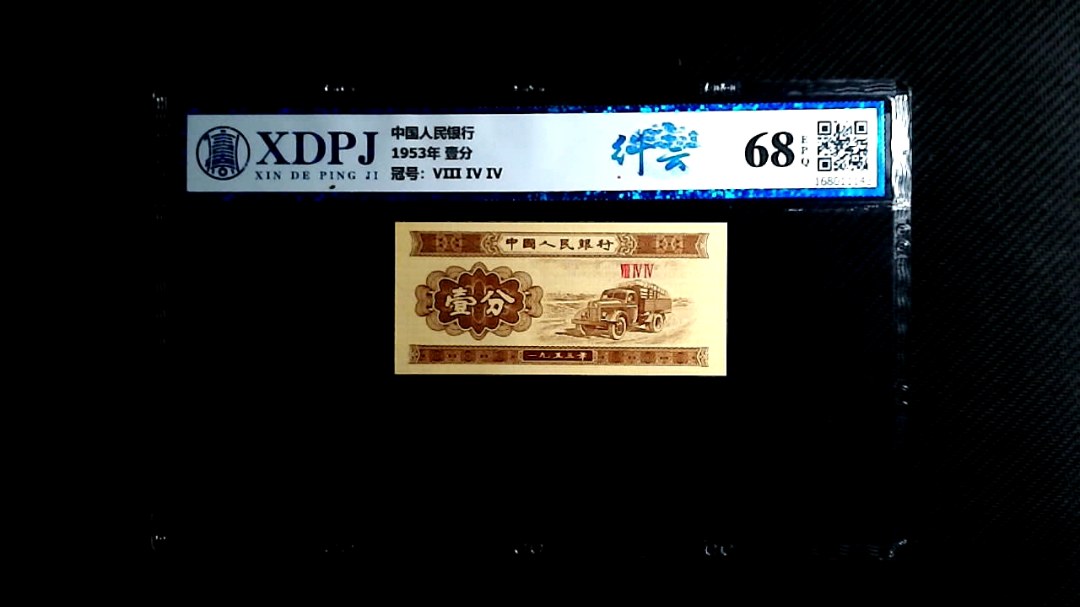 XDPJ
XIN DE PING JI
中国人民银行
1953年 壹分
冠号: VIII IV IV
68
EPQ
中國人民銀行
VIII IV IV
壹分
一九五三年